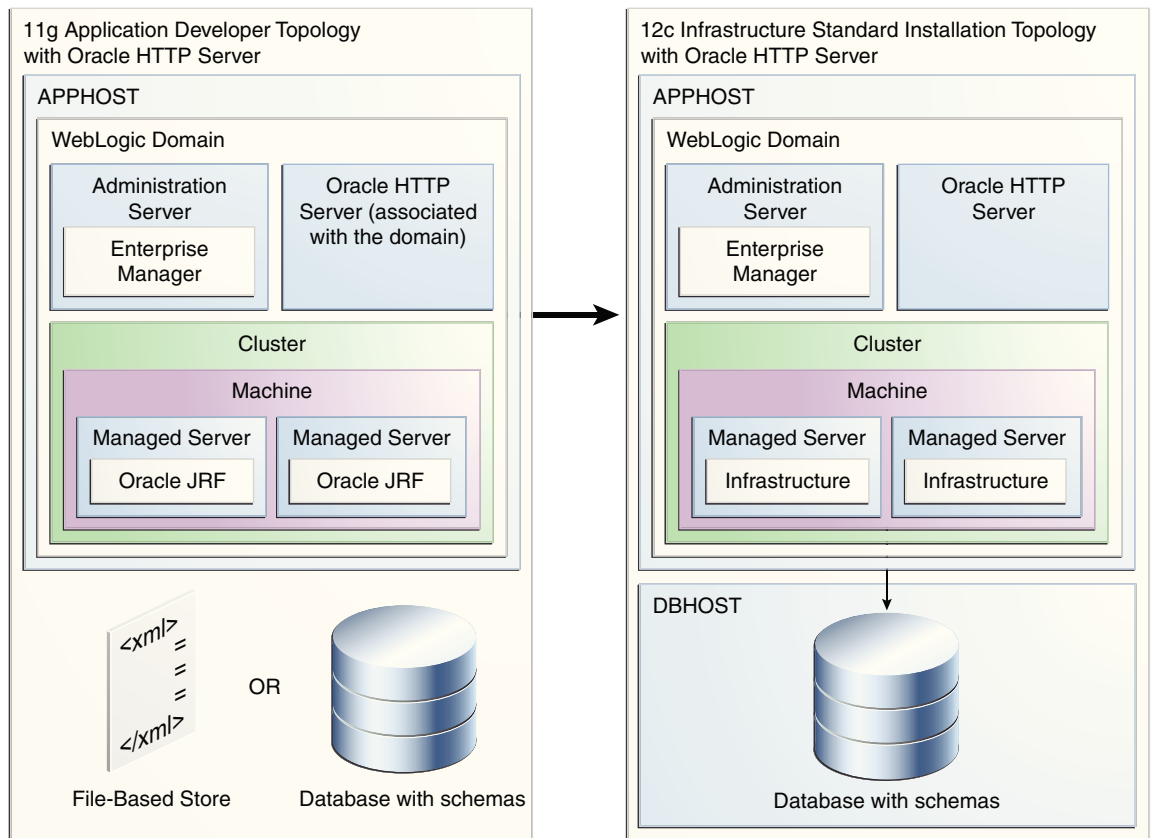 11g Application Developer Topology
with Oracle HTTP Server
APPHOST
WebLogic Domain
Administration
Server
Enterprise
Manager
Oracle HTTP
Server (associated
with the domain)
Cluster
Machine
Managed Server
Oracle JRF
Managed Server
Oracle JRF
<xml>
=
=
=
</xml>
OR
File-Based Store
Database with schemas
12c Infrastructure Standard Installation Topology
with Oracle HTTP Server
APPHOST
WebLogic Domain
Administration
Server
Enterprise
Manager
Oracle HTTP
Server
Cluster
Machine
Managed Server
Infrastructure
Managed Server
Infrastructure
DBHOST
Database with schemas